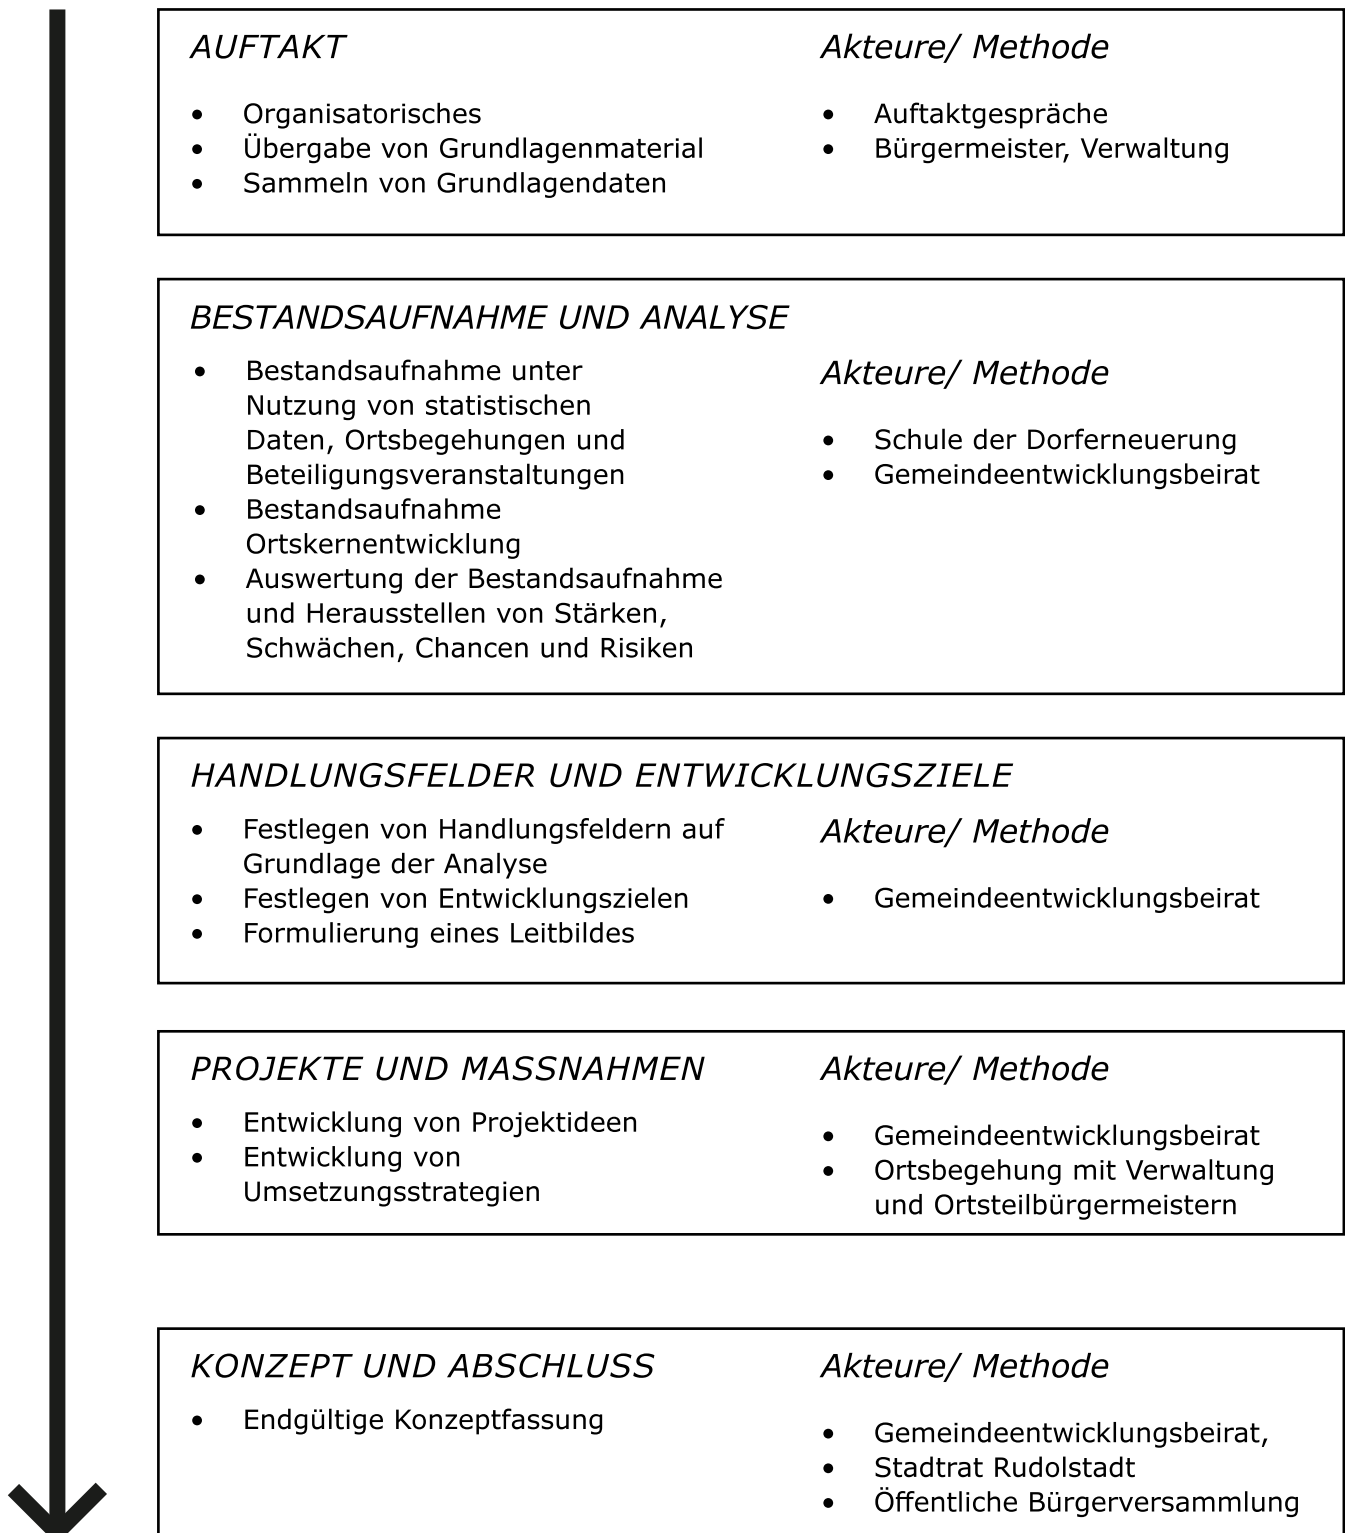 AUFTAKT
Akteure/ Methode
• Organisatorisches
• Übergabe von Grundlagenmaterial
• Sammeln von Grundlagendaten
• Auftaktgespräche
• Bürgermeister, Verwaltung
BESTANDSAUFNAHME UND ANALYSE
• Bestandsaufnahme unter
Nutzung von statistischen
Daten, Ortsbegehungen und
Beteiligungsveranstaltungen
• Bestandsaufnahme
Ortskernentwicklung
• Auswertung der Bestandsaufnahme
und Herausstellen von Stärken,
Schwächen, Chancen und Risiken
Akteure/ Methode
• Schule der Dorferneuerung
• Gemeindeentwicklungsbeirat
HANDLUNGSFELDER UND ENTWICKLUNGSZIELE
• Festlegen von Handlungsfeldern auf
Grundlage der Analyse
• Festlegen von Entwicklungszielen
• Formulierung eines Leitbildes
Akteure/ Methode
• Gemeindeentwicklungsbeirat
PROJEKTE UND MASSNAHMEN
• Entwicklung von Projektideen
• Entwicklung von
Umsetzungsstrategien
Akteure/ Methode
• Gemeindeentwicklungsbeirat
• Ortsbegehung mit Verwaltung
und Ortsteilbürgermeistern
KONZEPT UND ABSCHLUSS
• Endgültige Konzeptfassung
Akteure/ Methode
• Gemeindeentwicklungsbeirat,
• Stadtrat Rudolstadt
• Öffentliche Bürgerversammlung